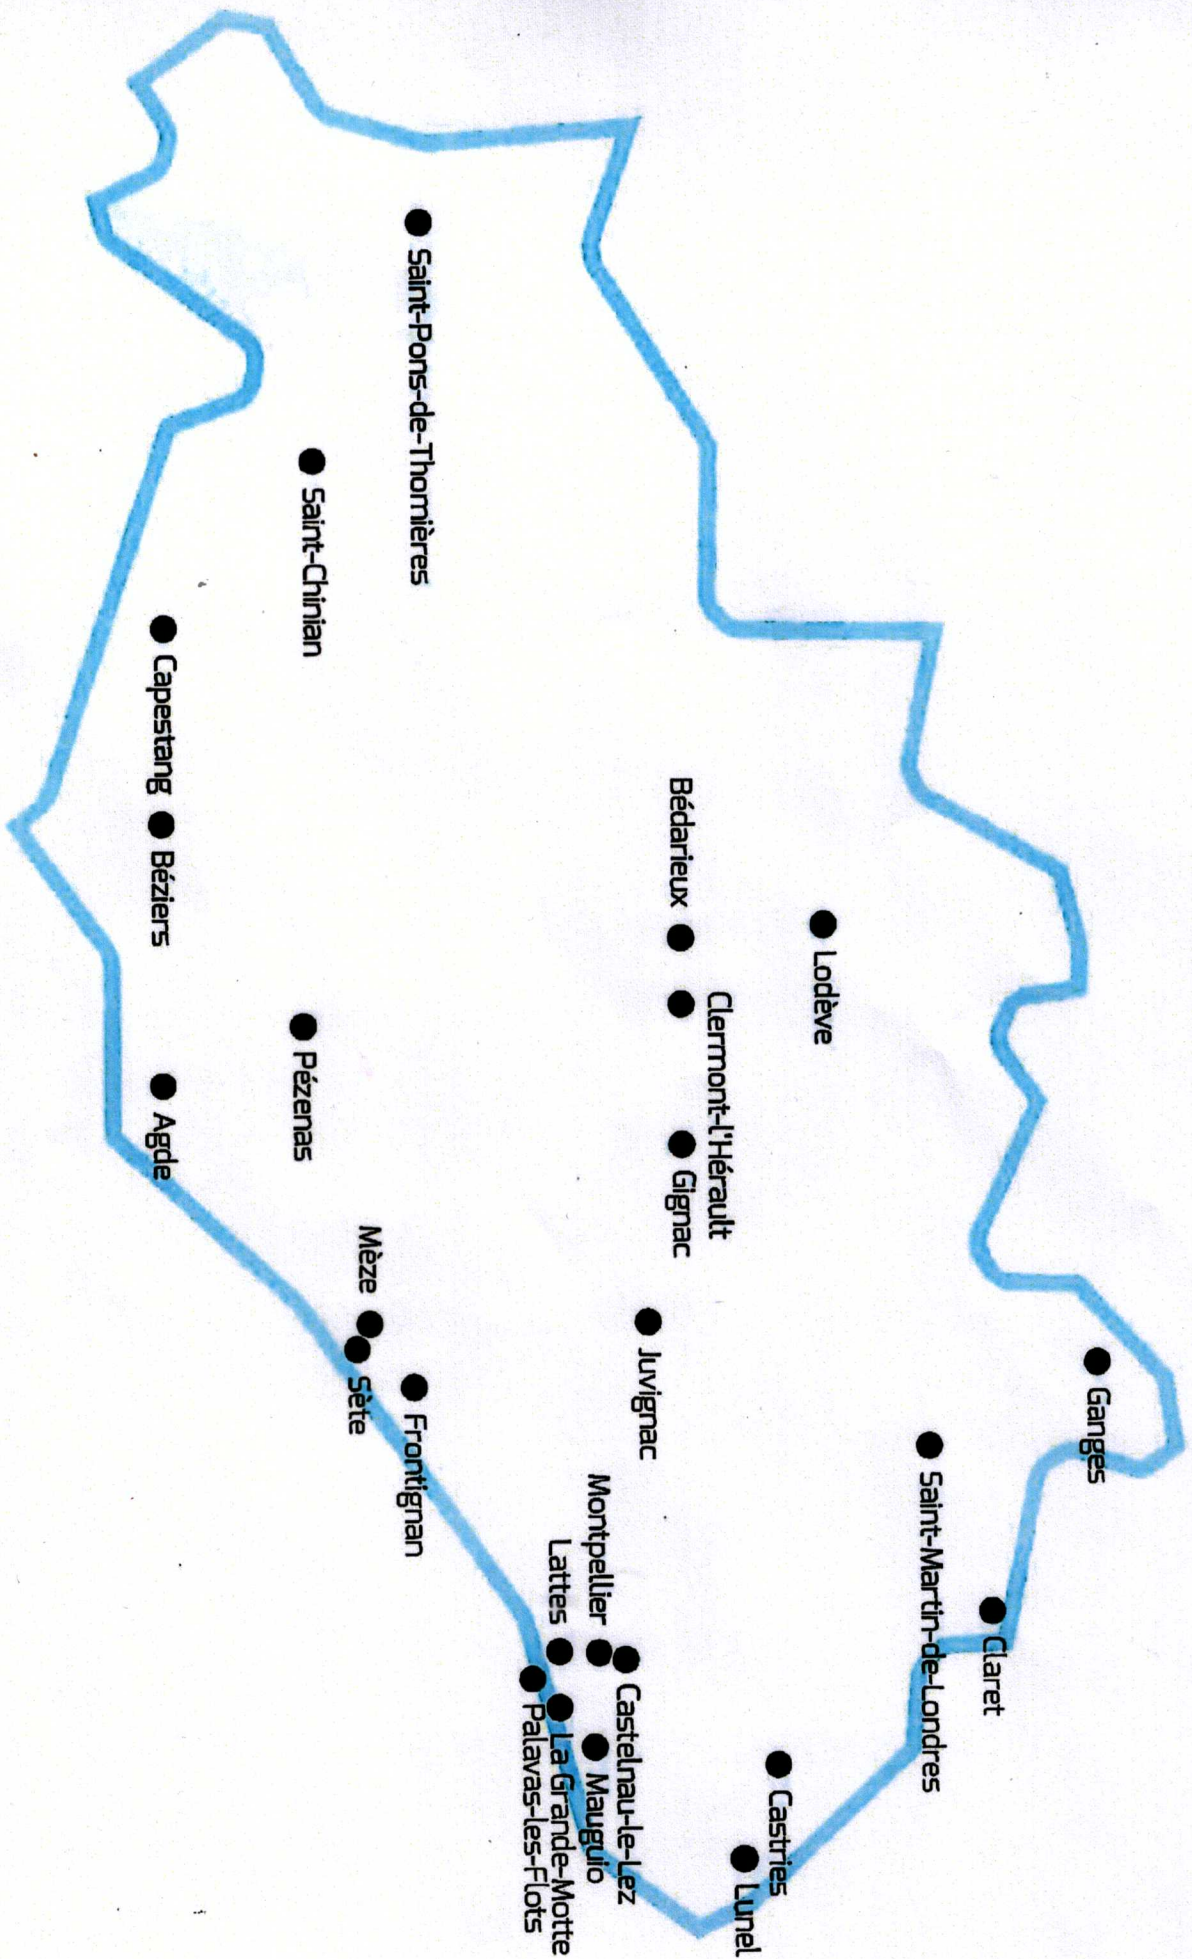 Ganges
Claret
Saint-Martin-de-Londres
Lodève
Castries
Lunel
Clermont-l'Hérault
Bédarieux
Gignac
Juvignac
Castelnau-le-Lez
Montpellier
Mauguio
Lattes
La Grande-Motte
Palavas-les-Flots
Saint-Pons-de-Thomières
Frontignan
Mèze
Sète
Saint-Chinian
Pézenas
Capestang
Béziers
Agde